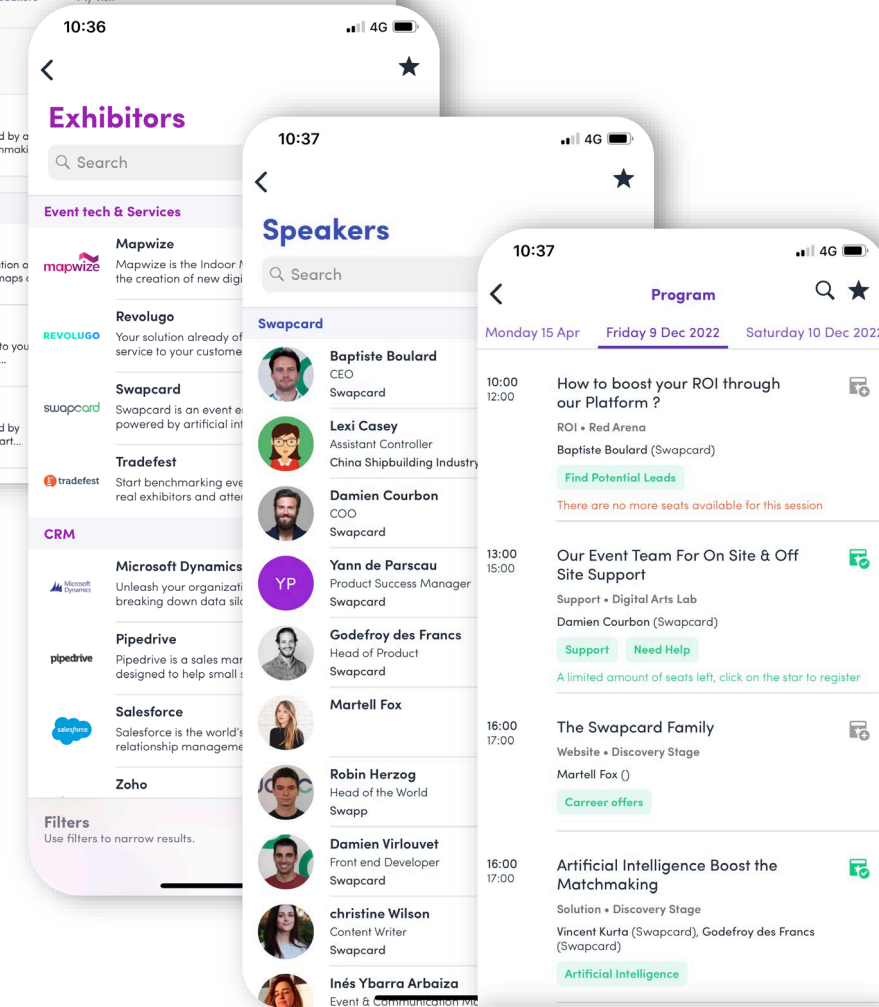 10:36
4G
Exhibitors
Search
Event tech & Services
mapwize
Mapwize
Mapwize is the Indoor
the creation of new digi
REVOLUGO
Revolugo
Your solution already of
service to your custome
swapcard
Swapcard
Swapcard is an event e
powered by artificial int
tradefest
Tradefest
Start benchmarking eve
real exhibitors and atte
CRM
Microsoft
Dynamics
Microsoft Dynamics
Unleash your organizati
breaking down data silo
pipedrive
Pipedrive
Pipedrive is a sales mar
designed to help small s
salesforce
Salesforce
Salesforce is the world's
relationship manageme
Zoho
Filters
Use filters to narrow results.
10:37
4G
Speakers
Search
Swapcard
Baptiste Boulard
CEO
Swapcard
Lexi Casey
Assistant Controller
China Shipbuilding Industry
Damien Courbon
COO
Swapcard
YP
Yann de Parscau
Product Success Manager
Swapcard
Godefroy des Francs
Head of Product
Swapcard
Martell Fox
Robin Herzog
Head of the World
Swapp
Damien Virlouvet
Front end Developer
Swapcard
christine Wilson
Content Writer
Swapcard
Inés Ybarra Arbaiza
Event & Communication
10:37
4G
Program
Monday 15 Apr Friday 9 Dec 2022 Saturday 10 Dec 2022
10:00
12:00
How to boost your ROI through
our Platform ?
ROI • Red Arena
Baptiste Boulard (Swapcard)
Find Potential Leads
There are no more seats available for this session
13:00
15:00
Our Event Team For On Site & Off
Site Support
Support • Digital Arts Lab
Damien Courbon (Swapcard)
Support Need Help
A limited amount of seats left, click on the star to register
16:00
17:00
The Swapcard Family
Website • Discovery Stage
Martell Fox ()
Carreer offers
16:00
17:00
Artificial Intelligence Boost the
Matchmaking
Solution • Discovery Stage
Vincent Kurta (Swapcard), Godefroy des Francs
(Swapcard)
Artificial Intelligence